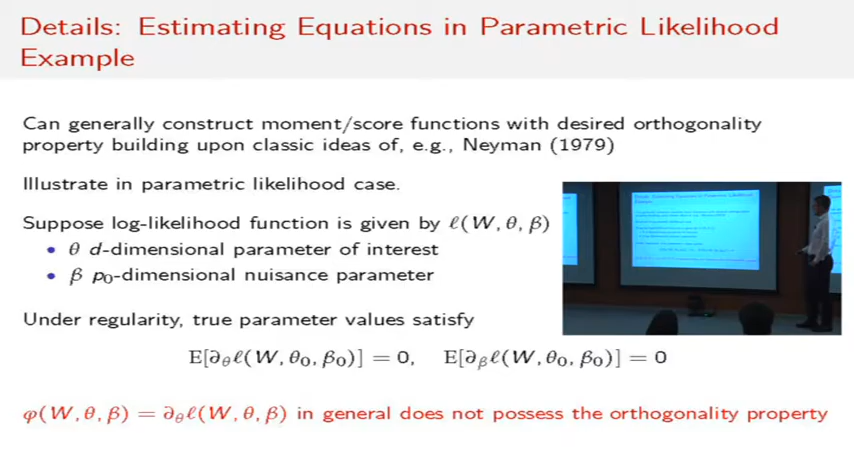 Details: Estimating Equations in Parametric Likelihood
Example
Can generally construct moment/score functions with desired orthogonality
property building upon classic ideas of, e.g., Neyman (1979)
Illustrate in parametric likelihood case.
Suppose log-likelihood function is given by ℓ(W, θ, β)
• θ d-dimensional parameter of interest
• β p₀-dimensional nuisance parameter
Under regularity, true parameter values satisfy
E[∂_θ ℓ(W, θ₀, β₀)] = 0, E[∂_β ℓ(W, θ₀, β₀)] = 0
φ(W, θ, β) = ∂_θ ℓ(W, θ, β) in general does not possess the orthogonality property